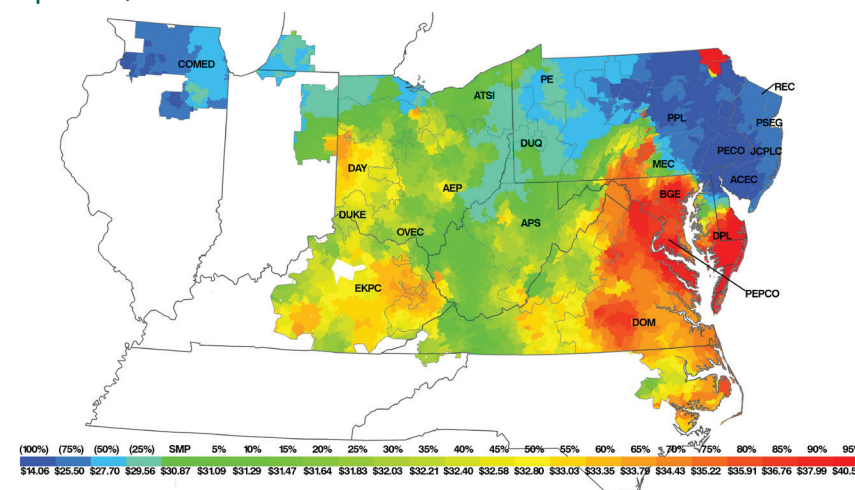 COMED
PE
ATSI
REC
PPL
PSEG
DUQ
PECO
JCPLC
MEC
DAY
ACEC
AEP
BGE
DUKE
APS
OVEC
DPL
EKPC
PEPCO
DOM
(100%) (75%) (50%) (25%) SMP 5% 10% 15% 20% 25% 30% 35% 40% 45% 50% 55% 60% 65% 70% 75% 80% 85% 90%
$14.06 $25.50 $27.70 $29.56 $30.87 $31.09 $31.29 $31.47 $31.64 $31.83 $32.03 $32.21 $32.40 $32.58 $32.80 $33.03 $33.35 $33.79 $34.43 $35.22 $35.91 $36.76 $37.99